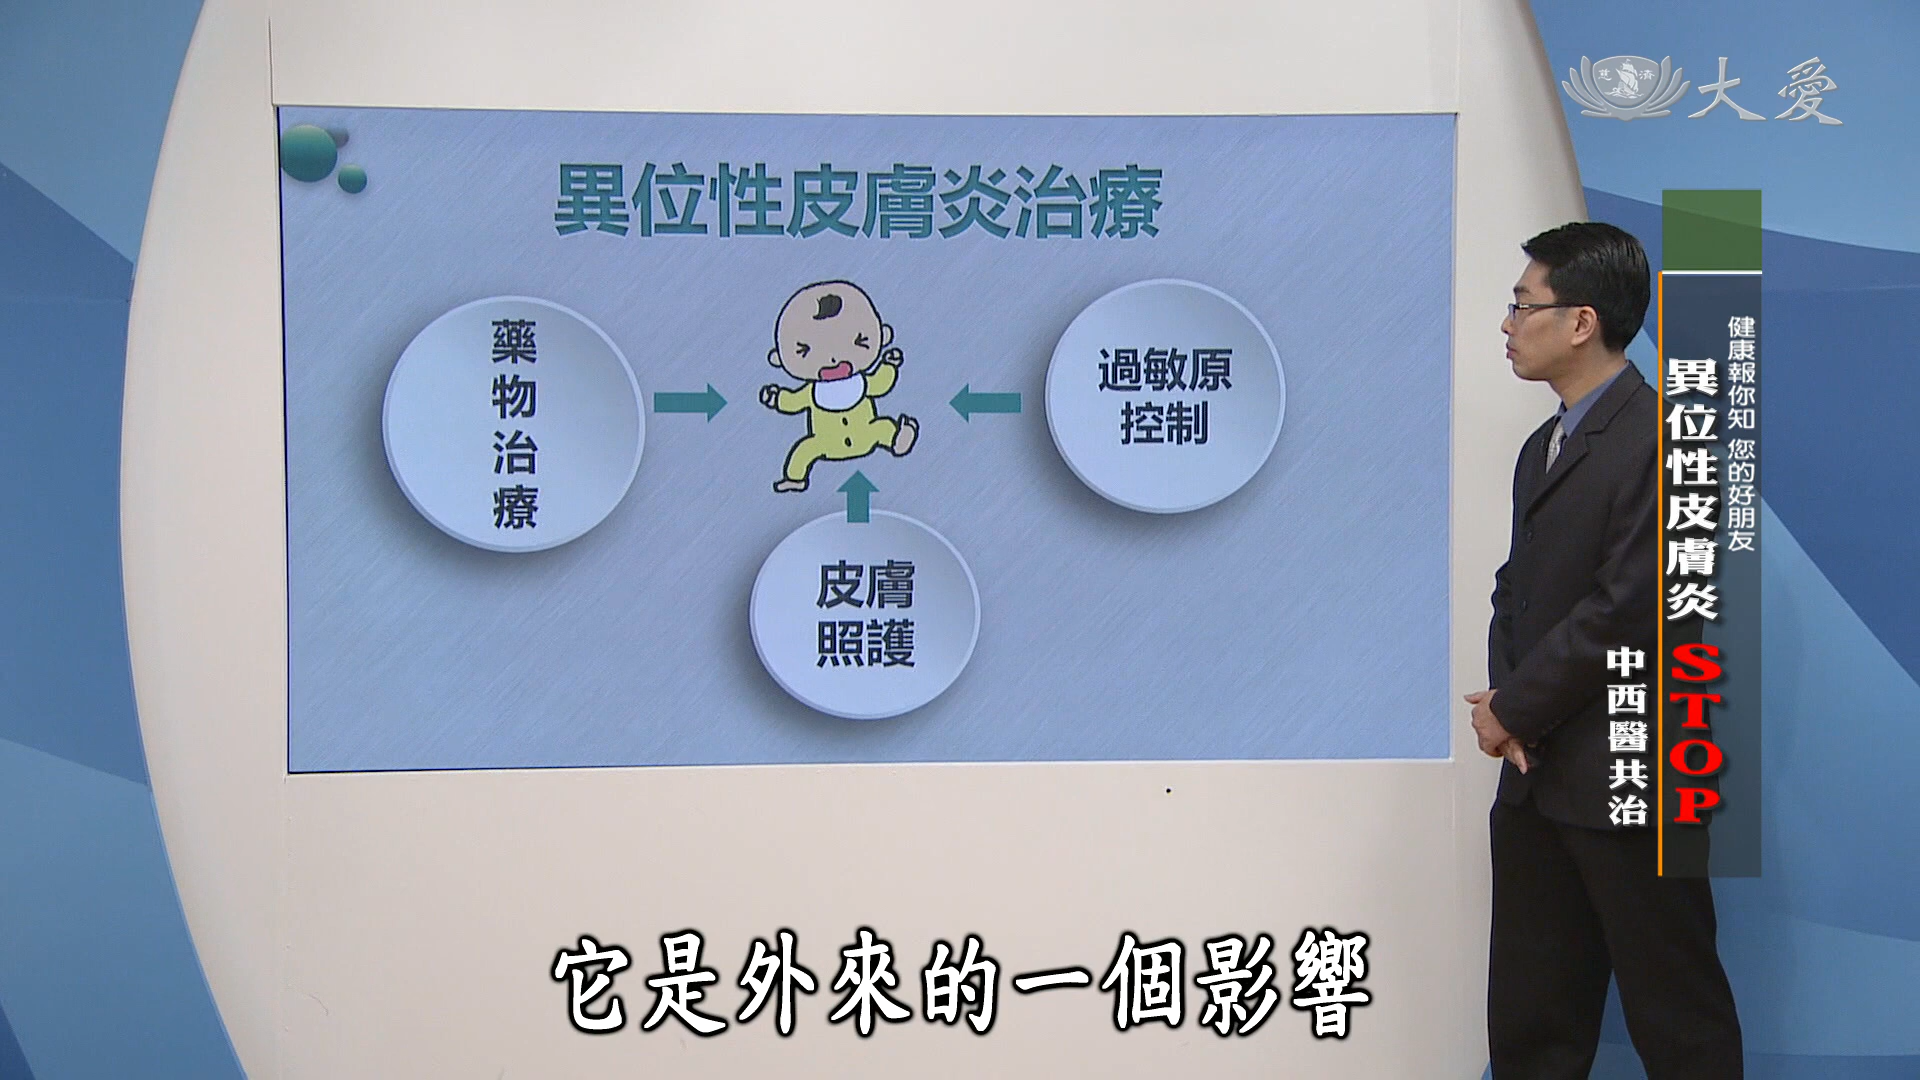 慈濟
大愛
異位性皮膚炎治療
藥物治療
過敏原
控制
皮膚
照護
健康報你知 您的好朋友
異位性皮膚炎 STOP
中西醫共治
它是外來的一個影響